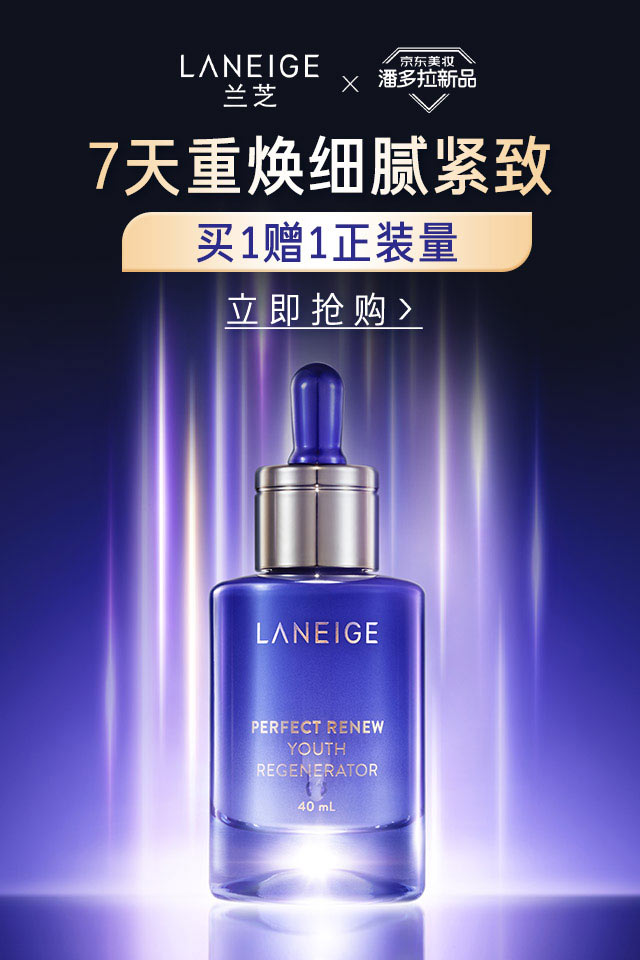 LANEIGE
兰芝
×
京东美妆
潘多拉新品
7天重焕细腻紧致
买1赠1正装量
立即抢购>
LANEIGE
PERFECT RENEW
YOUTH
REGENERATOR
40 mL